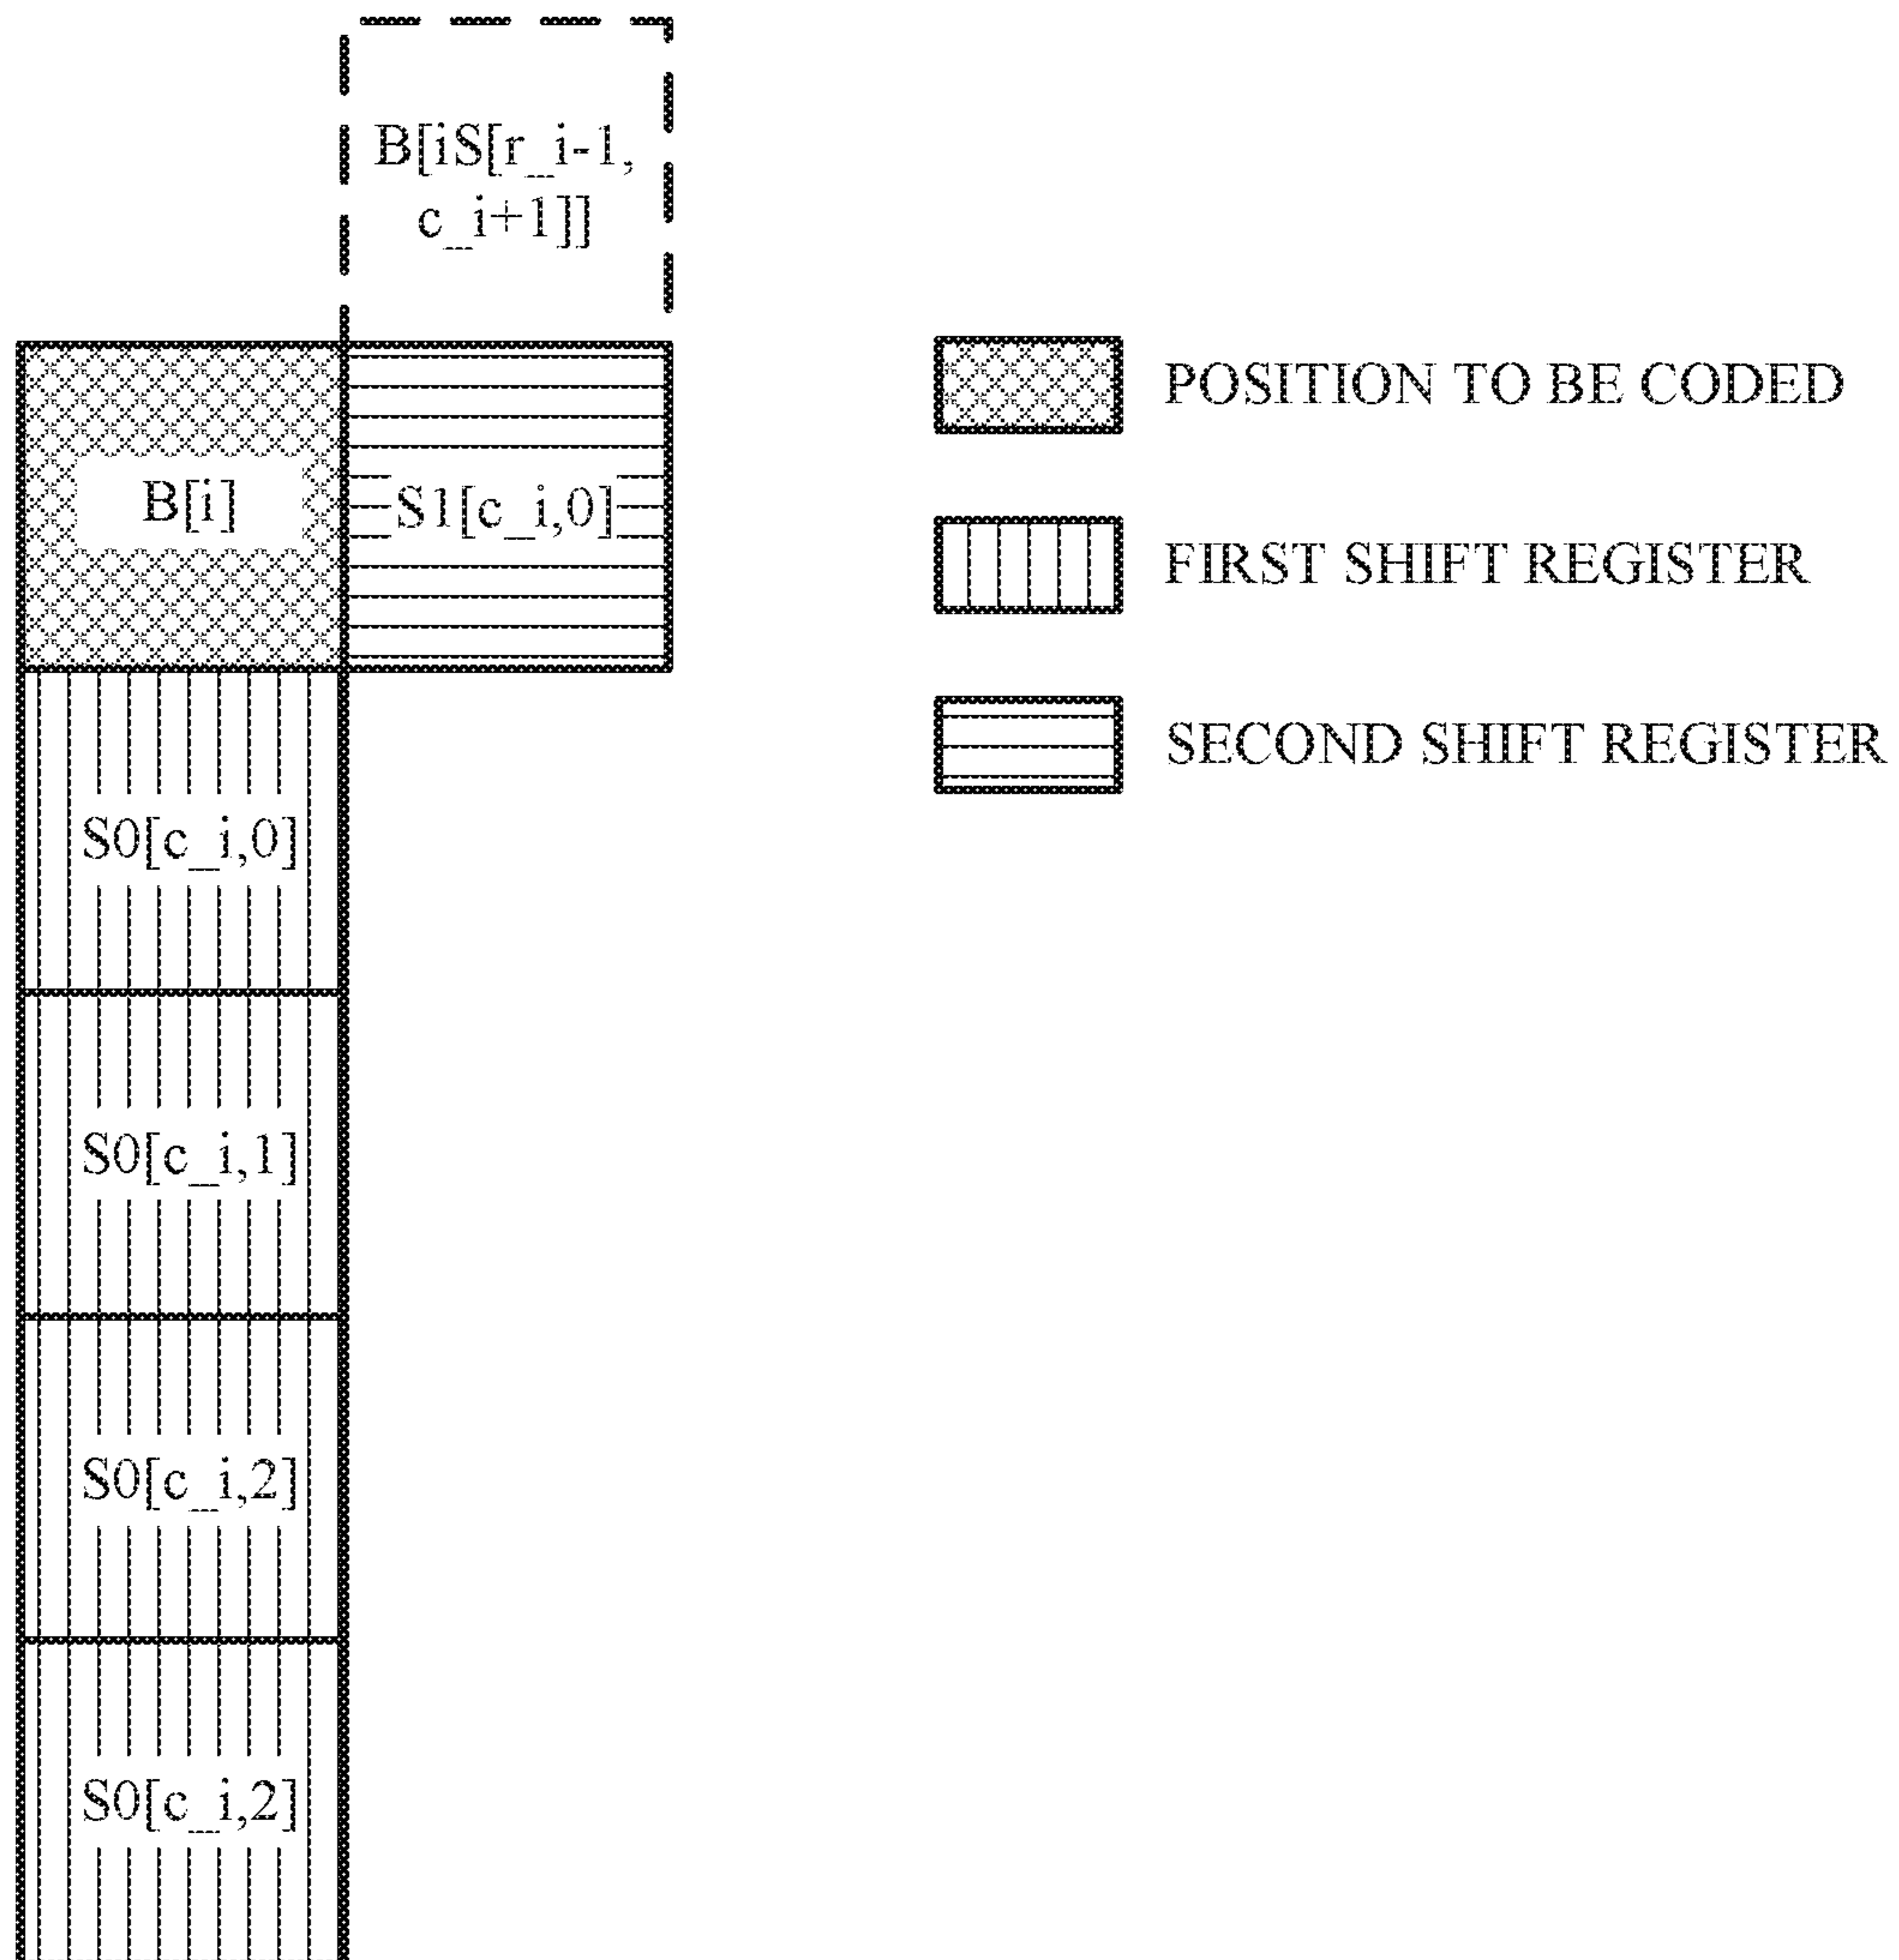 B[iS[r_i-1,
c_i+1]]
B[i]
S1[c_i,0]
POSITION TO BE CODED
FIRST SHIFT REGISTER
SECOND SHIFT REGISTER
S0[c_i,0]
S0[c_i,1]
S0[c_i,2]
S0[c_i,2]